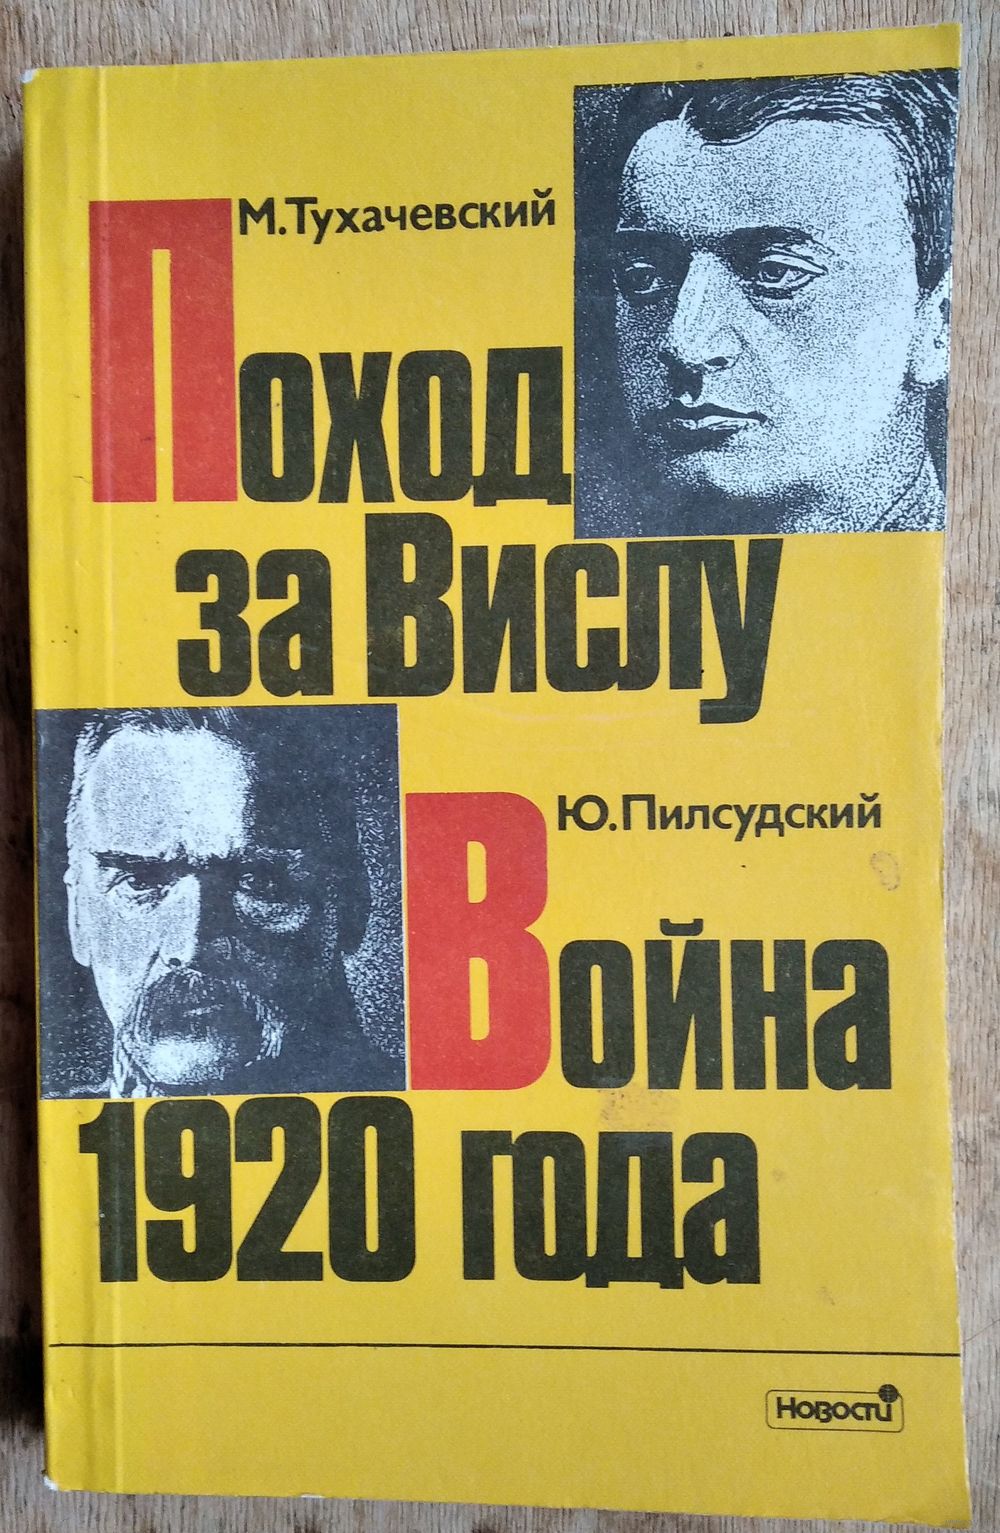 М.Тухачевский
Поход
за Вислу
Ю.Пилсудский
Война
1920 года
Новости